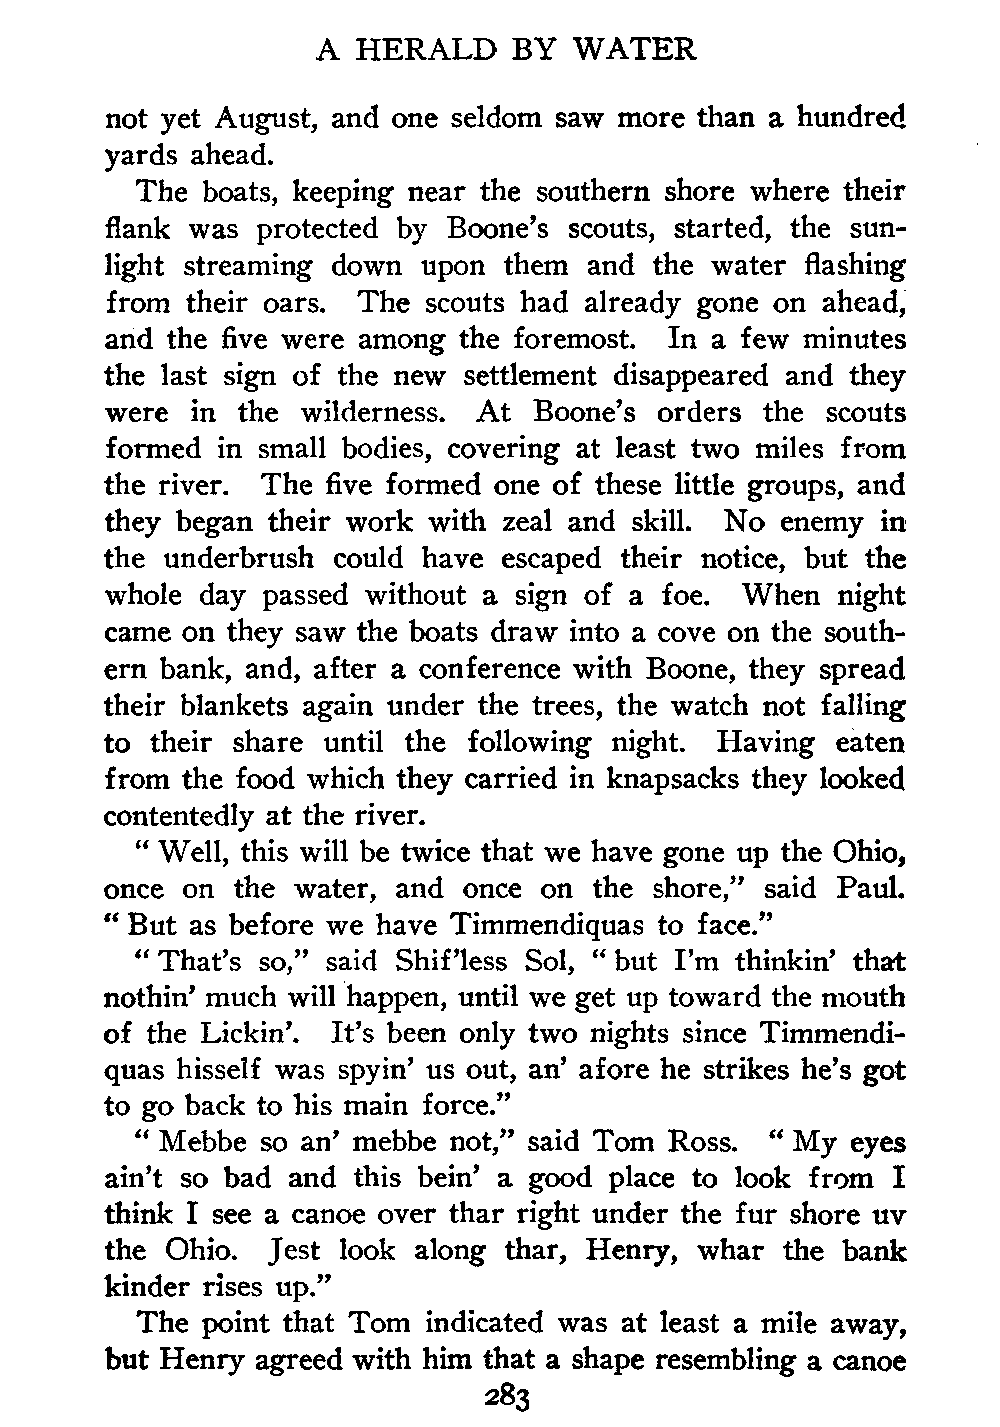 A HERALD BY WATER
not yet August, and one seldom saw more than a hundred
yards ahead.
The boats, keeping near the southern shore where their
flank was protected by Boone's scouts, started, the sun-
light streaming down upon them and the water flashing
from their oars. The scouts had already gone on ahead,
and the five were among the foremost. In a few minutes
the last sign of the new settlement disappeared and they
were in the wilderness. At Boone's orders the scouts
formed in small bodies, covering at least two miles from
the river. The five formed one of these little groups, and
they began their work with zeal and skill. No enemy in
the underbrush could have escaped their notice, but the
whole day passed without a sign of a foe. When night
came on they saw the boats draw into a cove on the south-
ern bank, and, after a conference with Boone, they spread
their blankets again under the trees, the watch not falling
to their share until the following night. Having eaten
from the food which they carried in knapsacks they looked
contentedly at the river.
" Well, this will be twice that we have gone up the Ohio,
once on the water, and once on the shore," said Paul.
" But as before we have Timmendiquas to face."
" That's so," said Shif'less Sol, " but I'm thinkin' that
nothin' much will happen, until we get up toward the mouth
of the Lickin'. It's been only two nights since Timmendi-
quas hisself was spyin' us out, an' afore he strikes he's got
to go back to his main force."
" Mebbe so an' mebbe not," said Tom Ross. " My eyes
ain't so bad and this bein' a good place to look from I
think I see a canoe over thar right under the fur shore uv
the Ohio. Jest look along thar, Henry, whar the bank
kinder rises up."
The point that Tom indicated was at least a mile away,
but Henry agreed with him that a shape resembling a canoe
283